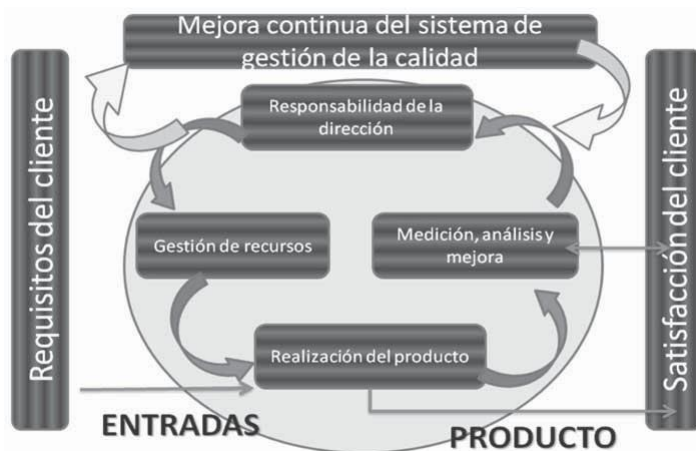 Mejora continua del sistema de
gestión de la calidad
Requisitos del cliente
Responsabilidad de la
dirección
Satisfacción del cliente
Gestión de recursos
Medición, análisis y
mejora
Realización del producto
ENTRADAS
PRODUCTO